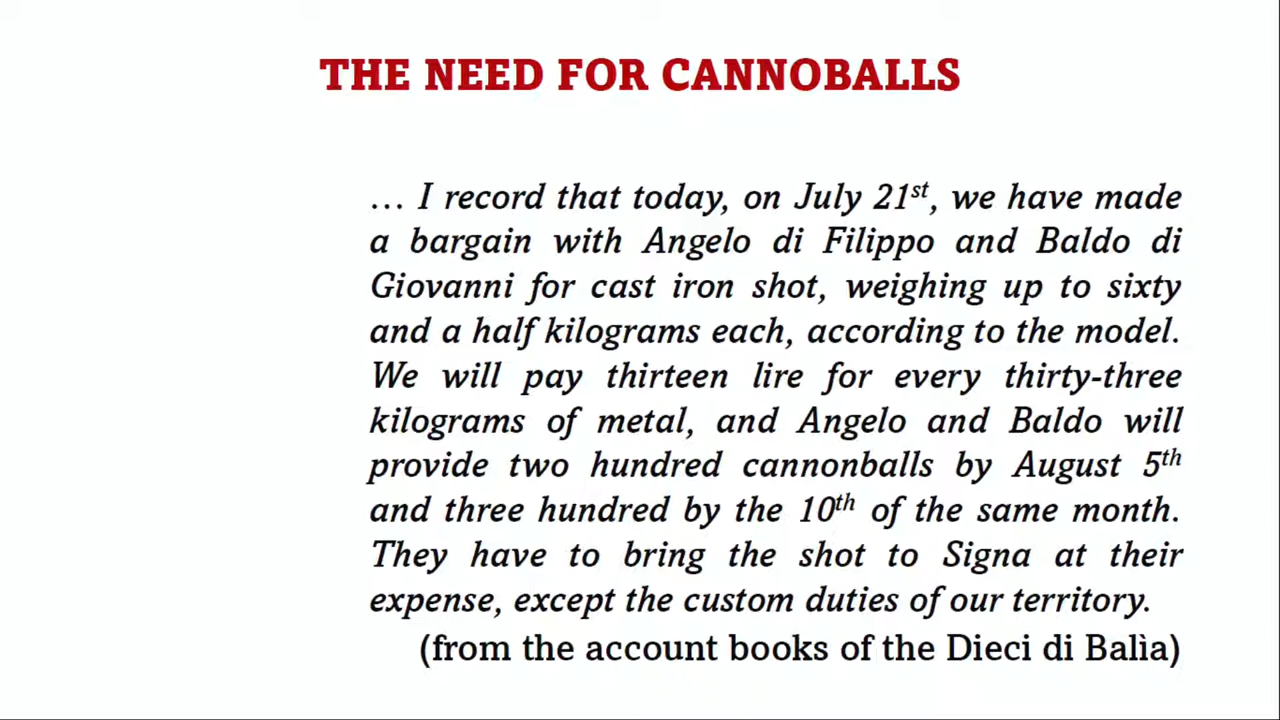 THE NEED FOR CANNOBALLS
… I record that today, on July 21st, we have made
a bargain with Angelo di Filippo and Baldo di
Giovanni for cast iron shot, weighing up to sixty
and a half kilograms each, according to the model.
We will pay thirteen lire for every thirty-three
kilograms of metal, and Angelo and Baldo will
provide two hundred cannonballs by August 5th
and three hundred by the 10th of the same month.
They have to bring the shot to Signa at their
expense, except the custom duties of our territory.
(from the account books of the Dieci di Balìa)